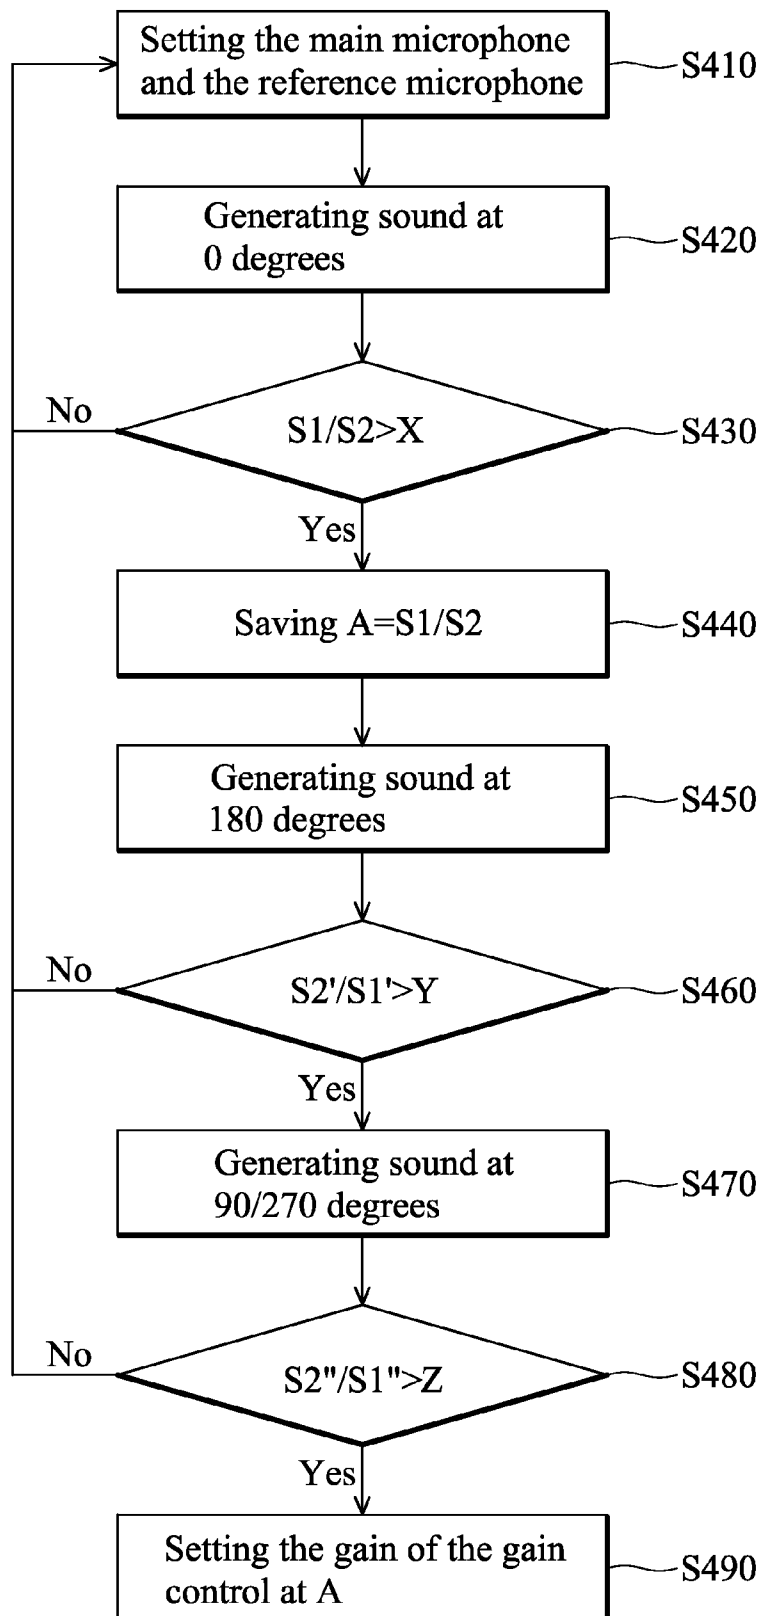 Setting the main microphone
and the reference microphone
S410
Generating sound at
0 degrees
S420
No
S1/S2>X
S430
Yes
Saving A=S1/S2
S440
Generating sound at
180 degrees
S450
No
S2'/S1'>Y
S460
Yes
Generating sound at
90/270 degrees
S470
No
S2"/S1">Z
S480
Yes
Setting the gain of the gain
control at A
S490